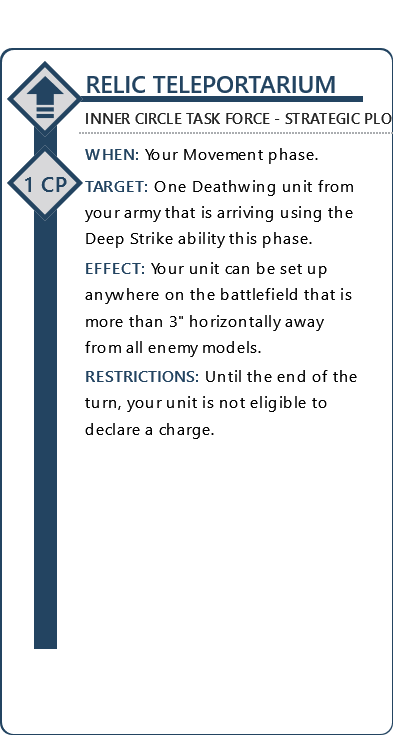 RELIC TELEPORTARIUM
INNER CIRCLE TASK FORCE - STRATEGIC PLO
1 CP
WHEN: Your Movement phase.
TARGET: One Deathwing unit from
your army that is arriving using the
Deep Strike ability this phase.
EFFECT: Your unit can be set up
anywhere on the battlefield that is
more than 3" horizontally away
from all enemy models.
RESTRICTIONS: Until the end of the
turn, your unit is not eligible to
declare a charge.